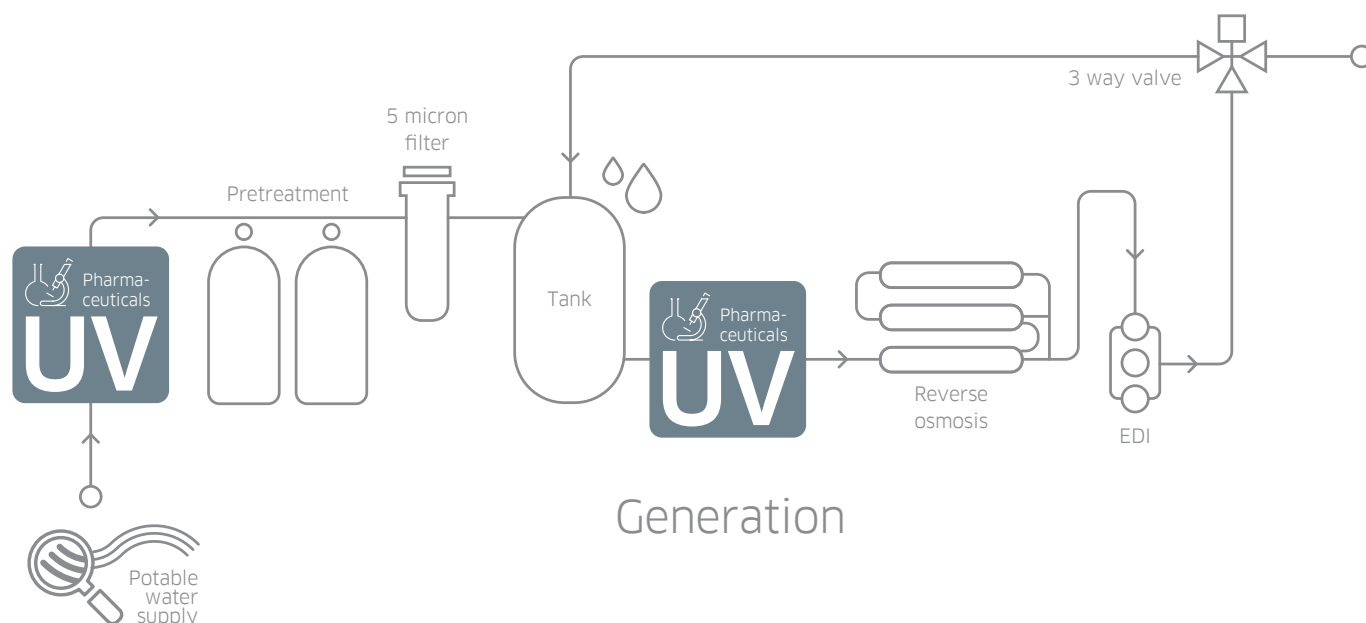 3 way valve
5 micron
filter
Pretreatment
Pharma-
ceuticals
UV
Tank
Pharma-
ceuticals
UV
Reverse
osmosis
EDI
Generation
Potable
water
supply